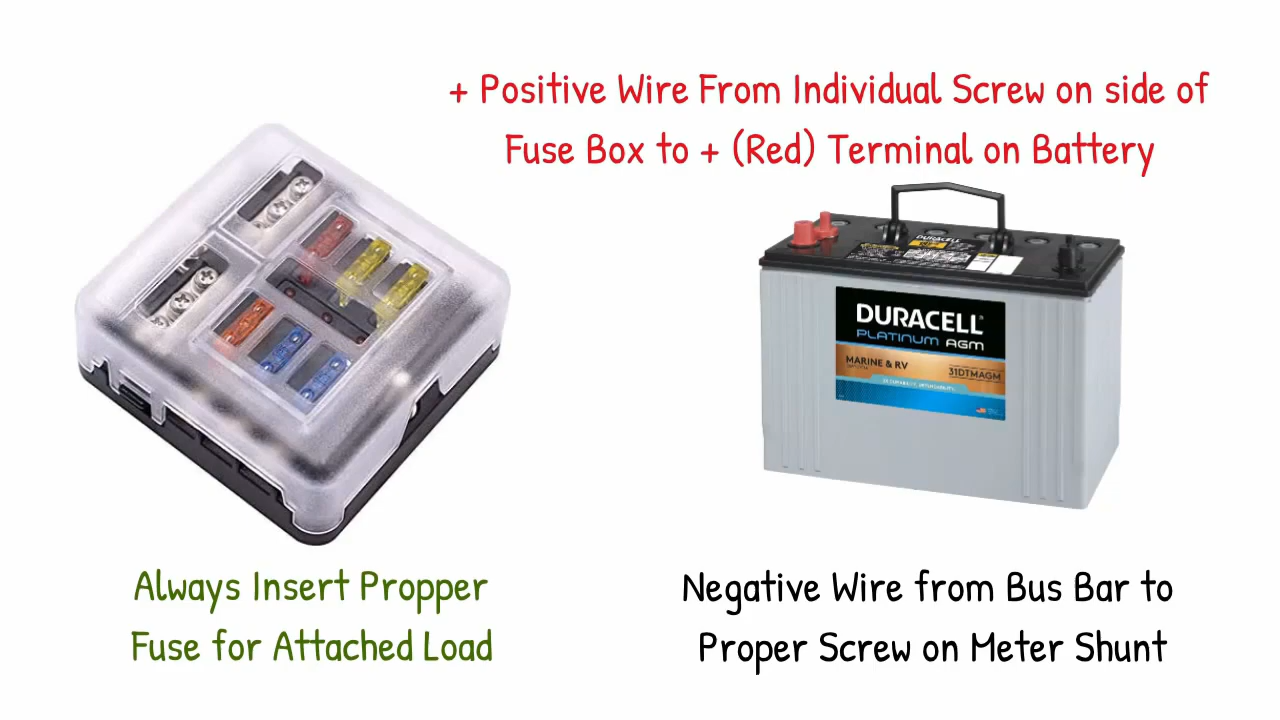 + Positive Wire From Individual Screw on side of
Fuse Box to + (Red) Terminal on Battery
DURACELL
DURACELL
PLATINUM AGM
MARINE & RV
31DTMAGM
Always Insert Propper
Fuse for Attached Load
Negative Wire from Bus Bar to
Proper Screw on Meter Shunt